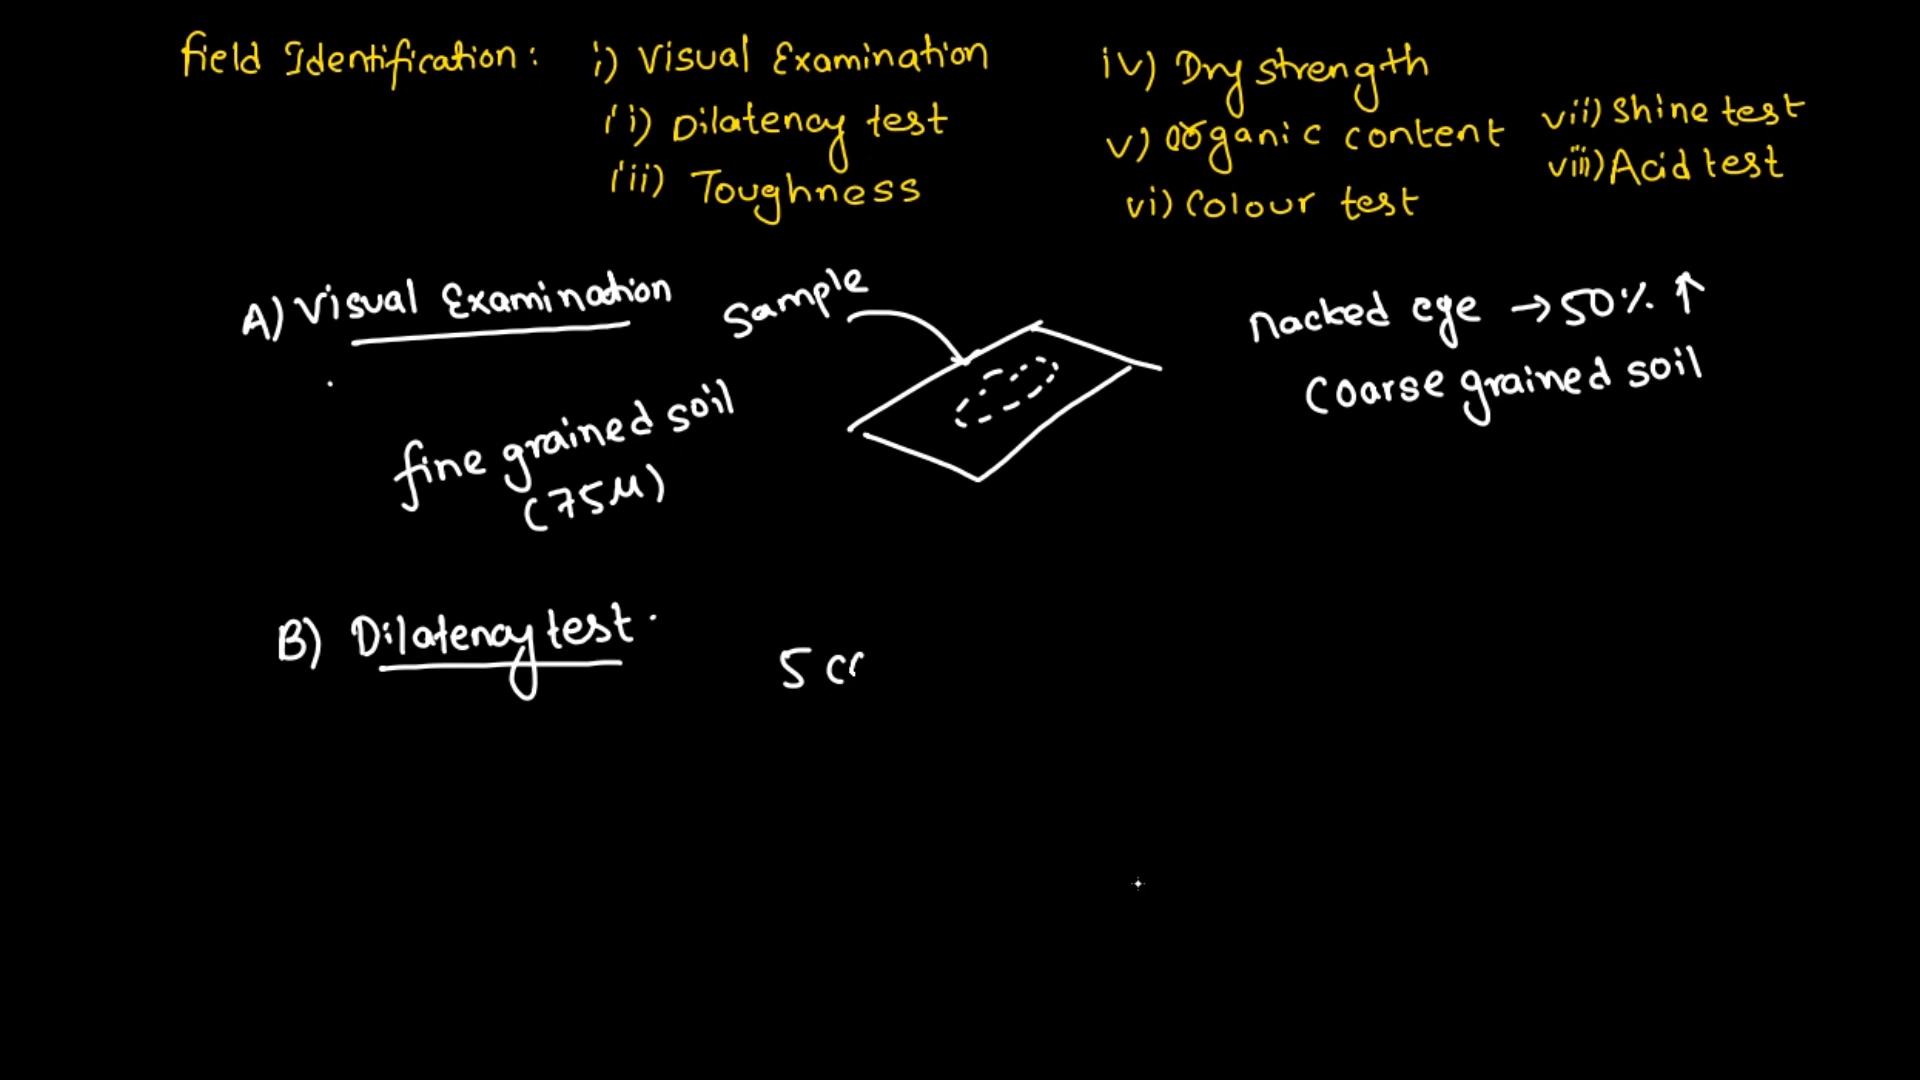 field Identification: i) Visual Examination
ii) Dilatency test
iii) Toughness
iv) Dry strength
v) organic content
vi) Colour test
vii) Shine test
viii) Acid test
A) Visual Examination
Sample
nacked eye → 50% ↑
Coarse grained soil
fine grained soil
(75μ)
B) Dilatency test.
5 cc